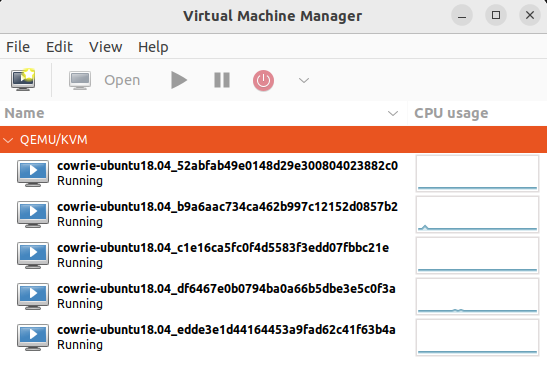 Virtual Machine Manager
File Edit View Help
Open
Name CPU usage
QEMU/KVM
cowrie-ubuntu18.04_52abfab49e0148d29e300804023882c0
Running
cowrie-ubuntu18.04_b9a6aac734ca462b997c12152d0857b2
Running
cowrie-ubuntu18.04_c1e16ca5fc0f4d5583f3edd07fbbc21e
Running
cowrie-ubuntu18.04_df6467e0b0794ba0a66b5dbe3e5c0f3a
Running
cowrie-ubuntu18.04_edde3e1d44164453a9fad62c41f63b4a
Running